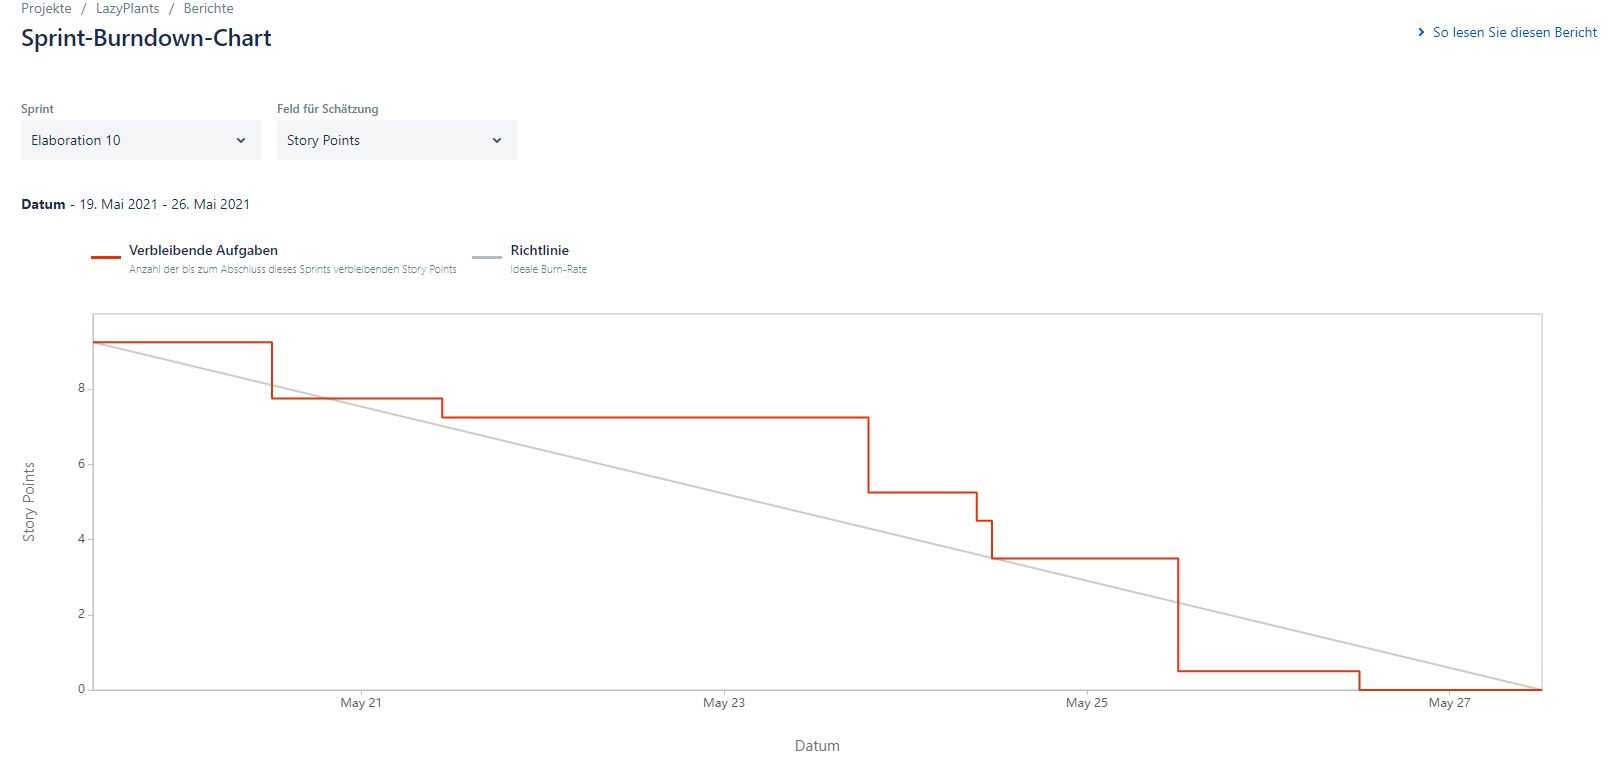 Projekte / LazyPlants / Berichte
Sprint-Burndown-Chart
So lesen Sie diesen Bericht
Sprint
Feld für Schätzung
Elaboration 10
Story Points
Datum - 19. Mai 2021 - 26. Mai 2021
Verbleibende Aufgaben
Anzahl der bis zum Abschluss dieses Sprints verbleibenden Story Points
Richtlinie
Ideale Burn-Rate
8
6
4
2
0
Story Points
May 21
May 23
May 25
May 27
Datum